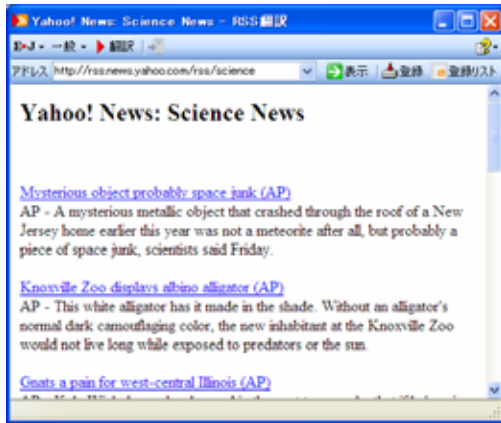 Yahoo! News: Science News - RSS翻訳
E▸J 一般 翻訳
アドレス http://rss.news.yahoo.com/rss/science 表示 登録 登録リスト
Yahoo! News: Science News
Mysterious object probably space junk (AP)
AP - A mysterious metallic object that crashed through the roof of a New
Jersey home earlier this year was not a meteorite after all, but probably a
piece of space junk, scientists said Friday.
Knoxville Zoo displays albino alligator (AP)
AP - This white alligator has it made in the shade. Without an alligator's
normal dark camouflaging color, the new inhabitant at the Knoxville Zoo
would not live long while exposed to predators or the sun.
Gnats a pain for west-central Illinois (AP)